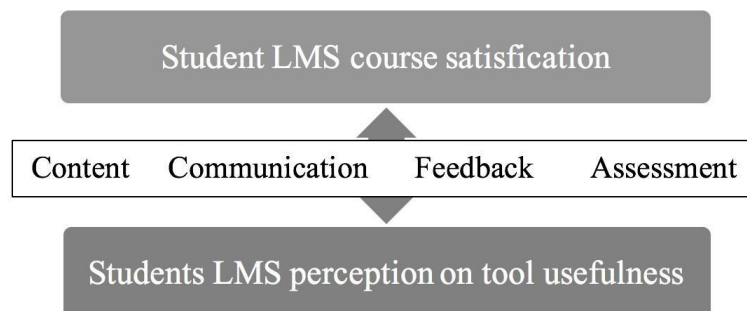 Student LMS course satisfication
Content Communication Feedback Assessment
Students LMS perception on tool usefulness